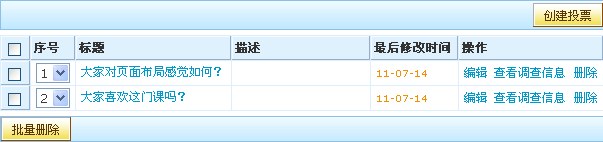 创建投票
序号 标题 描述 最后修改时间 操作
1 大家对页面布局感觉如何？ 11-07-14 编辑 查看调查信息 删除
2 大家喜欢这门课吗？ 11-07-14 编辑 查看调查信息 删除
批量删除